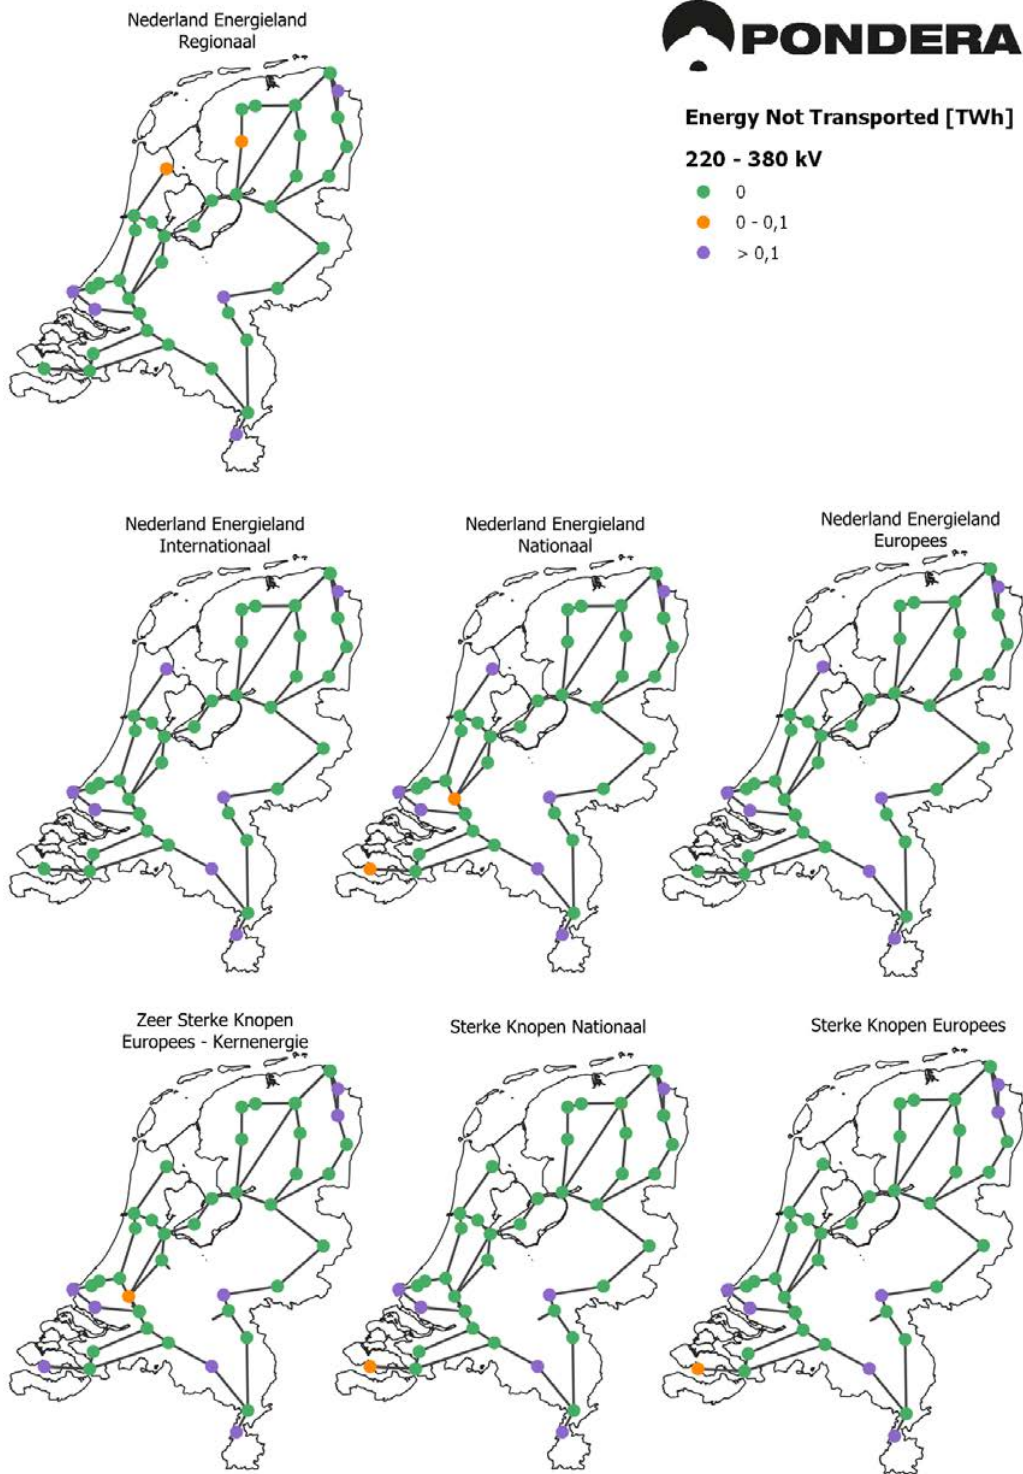 Nederland Energieland
Regionaal
PONDERA
Energy Not Transported [TWh]
220 - 380 kV
0
0 - 0,1
> 0,1
Nederland Energieland
Internationaal
Nederland Energieland
Nationaal
Nederland Energieland
Europees
Zeer Sterke Knopen
Europees - Kernenergie
Sterke Knopen Nationaal
Sterke Knopen Europees